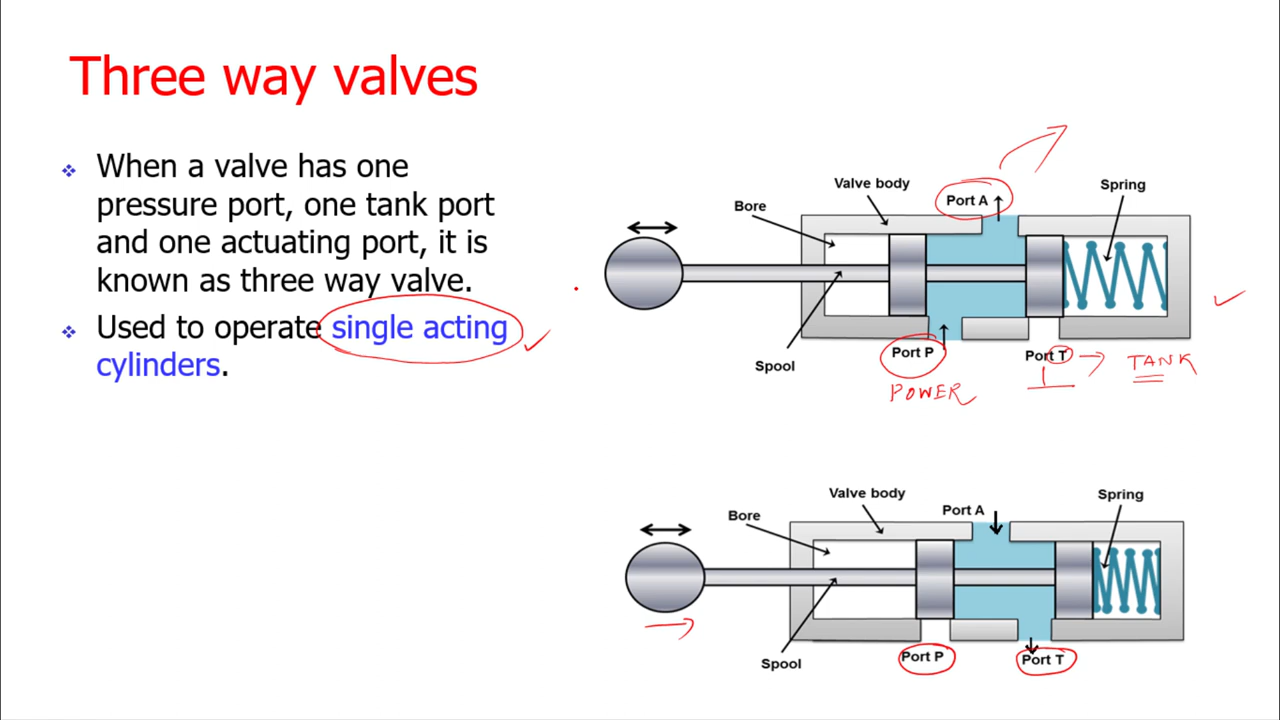 Three way valves
When a valve has one
pressure port, one tank port
and one actuating port, it is
known as three way valve.
Used to operate single acting
cylinders.
Valve body
Port A
Spring
Bore
Spool
Port P
Port T
POWER
TANK
Valve body
Port A
Spring
Bore
Spool
Port P
Port T